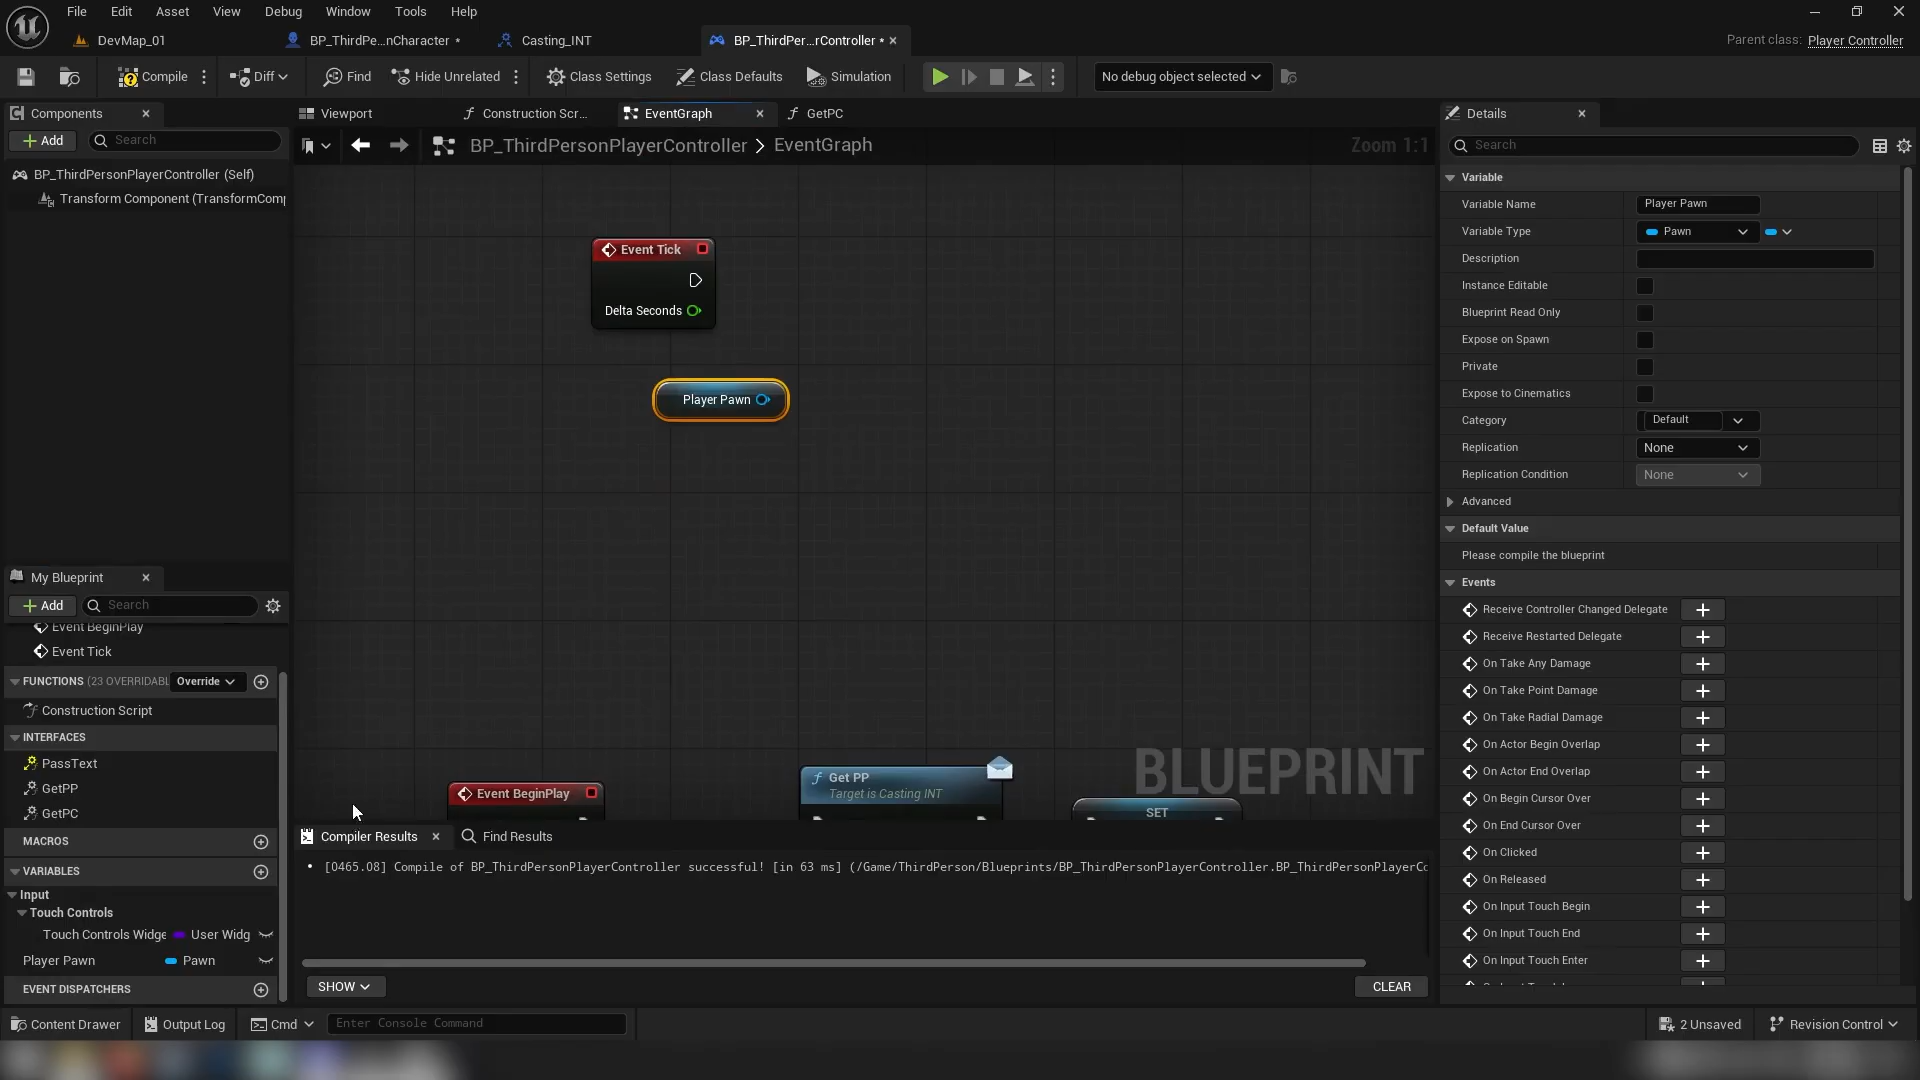 File Edit Asset View Debug Window Tools Help
DevMap_01
BP_ThirdPe...nCharacter *
Casting_INT
BP_ThirdPer...rController *
Parent class: Player Controller
Compile
Diff
Find
Hide Unrelated
Class Settings
Class Defaults
Simulation
No debug object selected
Components
Add
Search
BP_ThirdPersonPlayerController (Self)
Transform Component (TransformComp
Viewport
Construction Scr...
EventGraph
GetPC
BP_ThirdPersonPlayerController > EventGraph
Zoom 1:1
Event Tick
Delta Seconds
Player Pawn
Event BeginPlay
Get PP
Target is Casting INT
SET
BLUEPRINT
My Blueprint
Add
Search
Event BeginPlay
Event Tick
FUNCTIONS (23 OVERRIDABL
Override
Construction Script
INTERFACES
PassText
GetPP
GetPC
MACROS
VARIABLES
Input
Touch Controls
Touch Controls Widge User Widg
Player Pawn Pawn
EVENT DISPATCHERS
Compiler Results
Find Results
• [0465.08] Compile of BP_ThirdPersonPlayerController successful! [in 63 ms] (/Game/ThirdPerson/Blueprints/BP_ThirdPersonPlayerController.BP_ThirdPersonPlayerCo
SHOW
CLEAR
Details
Search
Variable
Variable Name Player Pawn
Variable Type Pawn
Description
Instance Editable
Blueprint Read Only
Expose on Spawn
Private
Expose to Cinematics
Category Default
Replication None
Replication Condition None
Advanced
Default Value
Please compile the blueprint
Events
Receive Controller Changed Delegate
Receive Restarted Delegate
On Take Any Damage
On Take Point Damage
On Take Radial Damage
On Actor Begin Overlap
On Actor End Overlap
On Begin Cursor Over
On End Cursor Over
On Clicked
On Released
On Input Touch Begin
On Input Touch End
On Input Touch Enter
Content Drawer
Output Log
Cmd
Enter Console Command
2 Unsaved
Revision Control